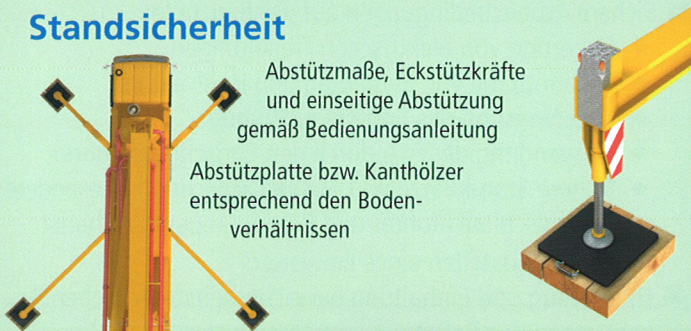 Standsicherheit
Abstützmaße, Eckstützkräfte
und einseitige Abstützung
gemäß Bedienungsanleitung
Abstützplatte bzw. Kanthölzer
entsprechend den Boden-
verhältnissen